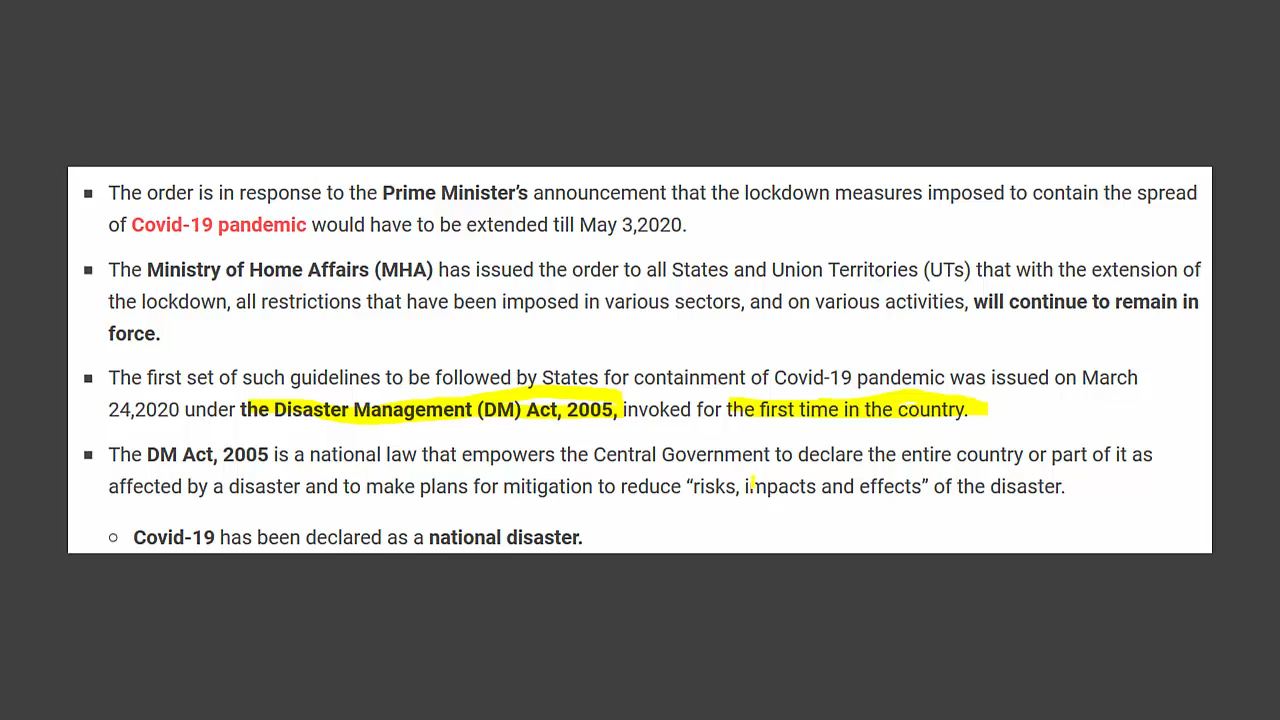 The order is in response to the Prime Minister's announcement that the lockdown measures imposed to contain the spread
of Covid-19 pandemic would have to be extended till May 3,2020.
The Ministry of Home Affairs (MHA) has issued the order to all States and Union Territories (UTs) that with the extension of
the lockdown, all restrictions that have been imposed in various sectors, and on various activities, will continue to remain in
force.
The first set of such guidelines to be followed by States for containment of Covid-19 pandemic was issued on March
24,2020 under the Disaster Management (DM) Act, 2005, invoked for the first time in the country.
The DM Act, 2005 is a national law that empowers the Central Government to declare the entire country or part of it as
affected by a disaster and to make plans for mitigation to reduce “risks, impacts and effects” of the disaster.
Covid-19 has been declared as a national disaster.